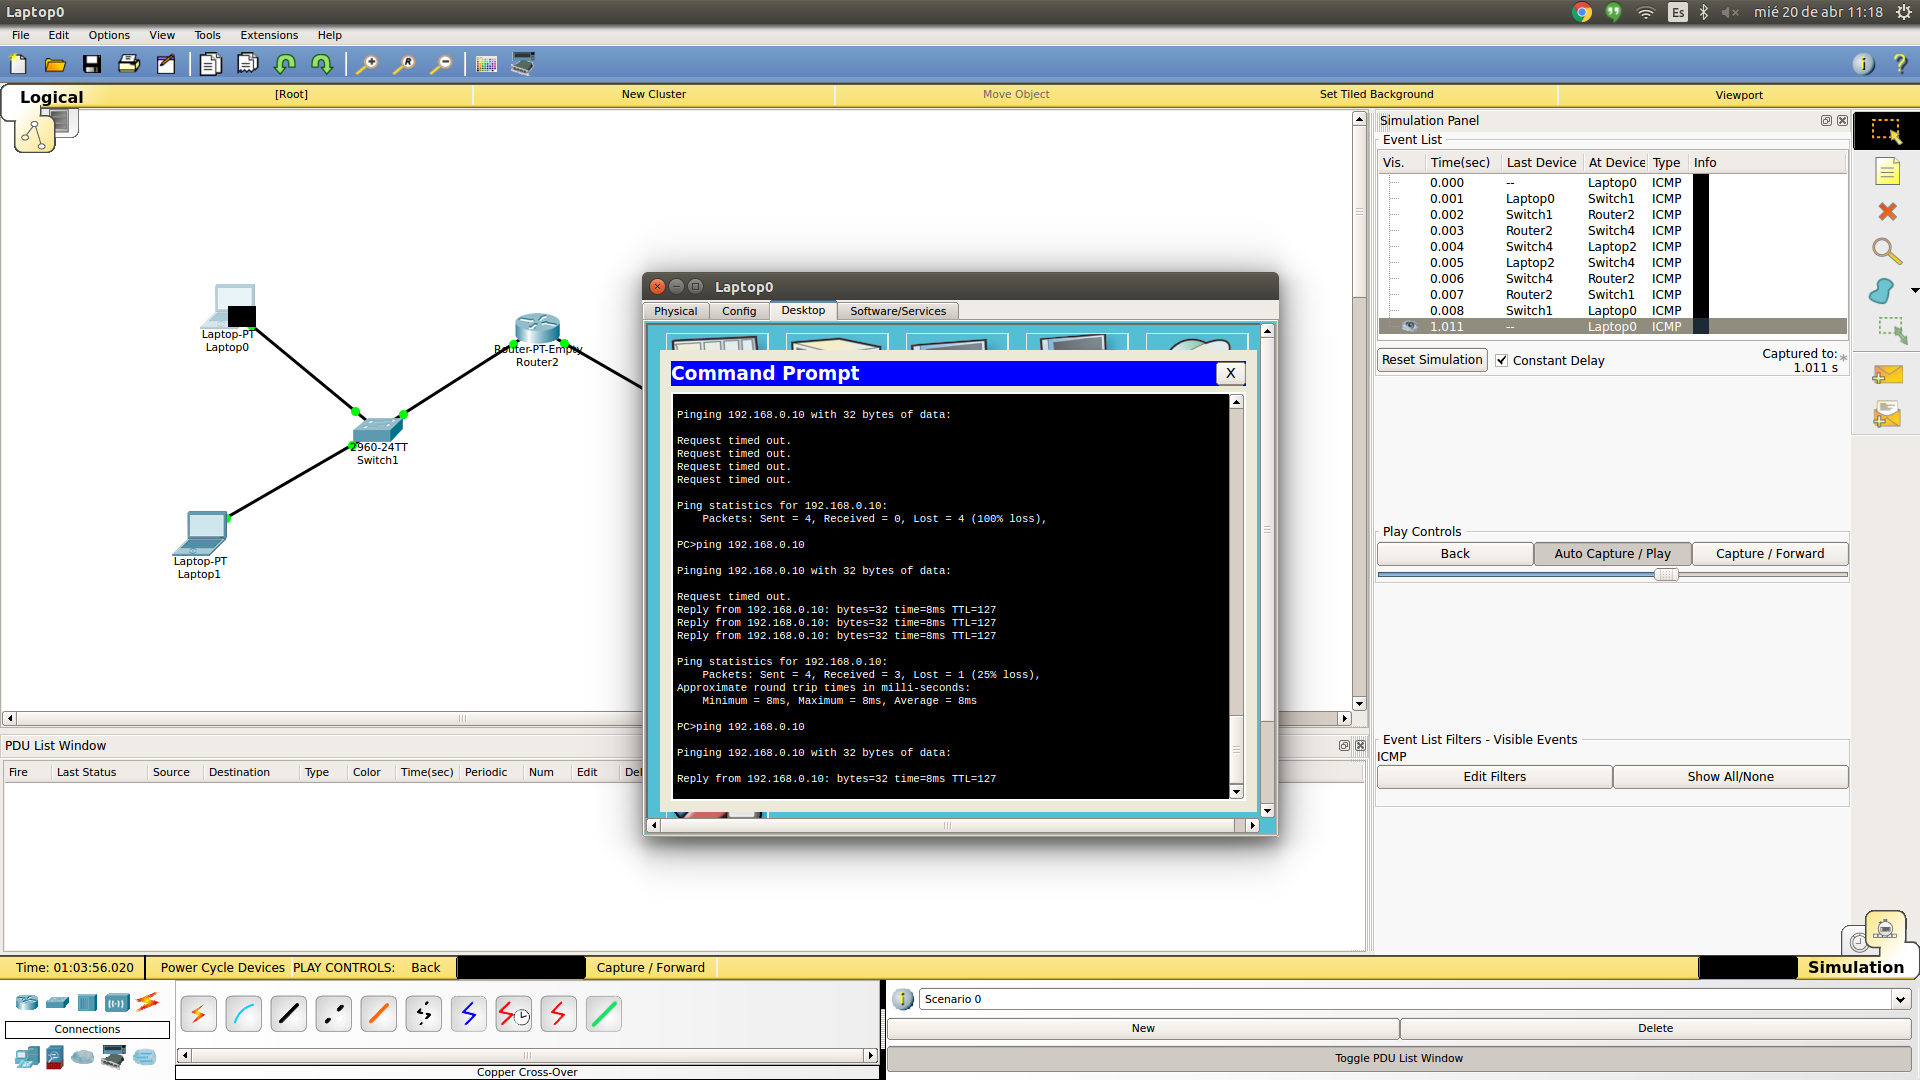 Laptop0
Es
mié 20 de abr 11:18
File Edit Options View Tools Extensions Help
Logical
[Root]
New Cluster
Move Object
Set Tiled Background
Viewport
Laptop-PT
Laptop0
Router-PT-Empty
Router2
2960-24TT
Switch1
Laptop-PT
Laptop1
Simulation Panel
Event List
Vis. Time(sec) Last Device At Device Type Info
0.000 -- Laptop0 ICMP
0.001 Laptop0 Switch1 ICMP
0.002 Switch1 Router2 ICMP
0.003 Router2 Switch4 ICMP
0.004 Switch4 Laptop2 ICMP
0.005 Laptop2 Switch4 ICMP
0.006 Switch4 Router2 ICMP
0.007 Router2 Switch1 ICMP
0.008 Switch1 Laptop0 ICMP
1.011 -- Laptop0 ICMP
Reset Simulation
Constant Delay
Captured to:
1.011 s
Play Controls
Back
Auto Capture / Play
Capture / Forward
Event List Filters - Visible Events
ICMP
Edit Filters
Show All/None
Laptop0
Physical Config Desktop Software/Services
Command Prompt
X
Pinging 192.168.0.10 with 32 bytes of data:
Request timed out.
Request timed out.
Request timed out.
Request timed out.
Ping statistics for 192.168.0.10:
Packets: Sent = 4, Received = 0, Lost = 4 (100% loss),
PC>ping 192.168.0.10
Pinging 192.168.0.10 with 32 bytes of data:
Request timed out.
Reply from 192.168.0.10: bytes=32 time=8ms TTL=127
Reply from 192.168.0.10: bytes=32 time=8ms TTL=127
Reply from 192.168.0.10: bytes=32 time=8ms TTL=127
Ping statistics for 192.168.0.10:
Packets: Sent = 4, Received = 3, Lost = 1 (25% loss),
Approximate round trip times in milli-seconds:
Minimum = 8ms, Maximum = 8ms, Average = 8ms
PC>ping 192.168.0.10
Pinging 192.168.0.10 with 32 bytes of data:
Reply from 192.168.0.10: bytes=32 time=8ms TTL=127
PDU List Window
Fire Last Status Source Destination Type Color Time(sec) Periodic Num Edit Del
Time: 01:03:56.020
Power Cycle Devices PLAY CONTROLS: Back
Capture / Forward
Simulation
Connections
Copper Cross-Over
Scenario 0
New
Delete
Toggle PDU List Window